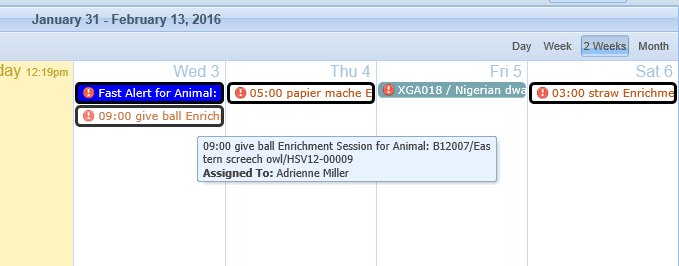 January 31 - February 13, 2016
Day Week 2 Weeks Month
day 12:19pm Wed 3 Thu 4 Fri 5 Sat 6
Fast Alert for Animal: 05:00 papier mache E XGA018 / Nigerian dwa 03:00 straw Enrichme
09:00 give ball Enrich
09:00 give ball Enrichment Session for Animal: B12007/Eas
tern screech owl/HSV12-00009
Assigned To: Adrienne Miller